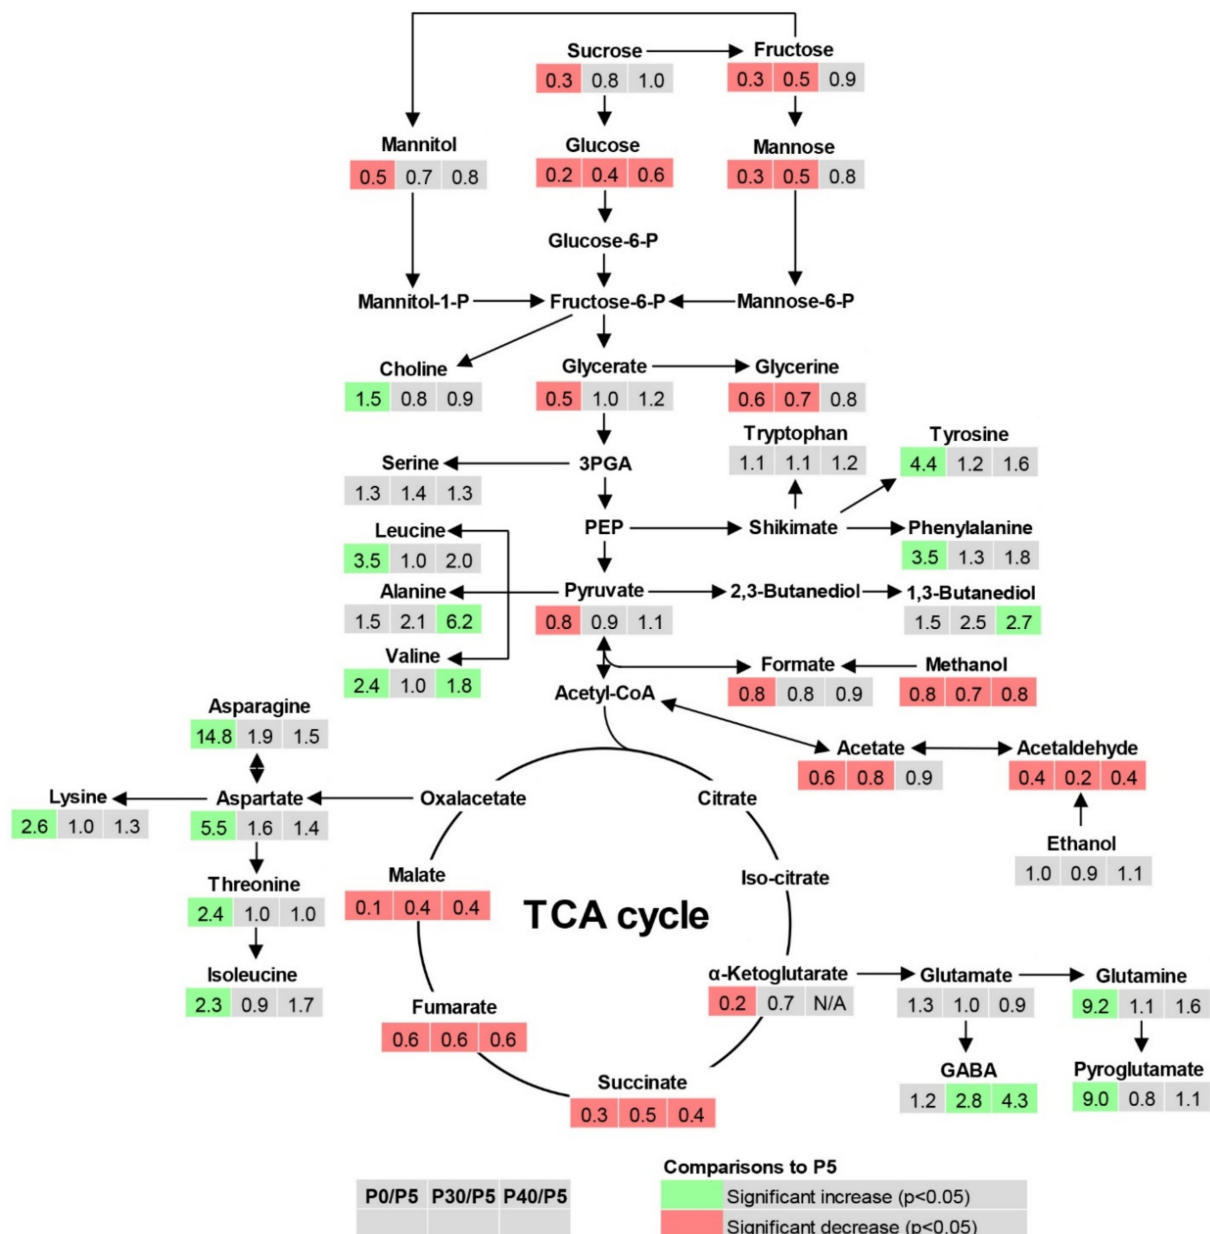 Sucrose Fructose
0.3 0.8 1.0 0.3 0.5 0.9
Mannitol Glucose Mannose
0.5 0.7 0.8 0.2 0.4 0.6 0.3 0.5 0.8
Glucose-6-P
Mannitol-1-P Fructose-6-P Mannose-6-P
Choline Glycerate Glycerine
1.5 0.8 0.9 0.5 1.0 1.2 0.6 0.7 0.8
Tryptophan Tyrosine
1.1 1.1 1.2 4.4 1.2 1.6
Serine 3PGA
1.3 1.4 1.3
Leucine PEP Shikimate Phenylalanine
3.5 1.0 2.0 3.5 1.3 1.8
Alanine Pyruvate 2,3-Butanediol 1,3-Butanediol
1.5 2.1 6.2 0.8 0.9 1.1 1.5 2.5 2.7
Valine Formate Methanol
2.4 1.0 1.8 0.8 0.8 0.9 0.8 0.7 0.8
Acetyl-CoA
Asparagine
14.8 1.9 1.5
Acetate Acetaldehyde
0.6 0.8 0.9 0.4 0.2 0.4
Lysine Aspartate Oxalacetate Citrate
2.6 1.0 1.3 5.5 1.6 1.4
Ethanol
1.0 0.9 1.1
Threonine Malate Iso-citrate
2.4 1.0 1.0 0.1 0.4 0.4
TCA cycle
Isoleucine α-Ketoglutarate Glutamate Glutamine
2.3 0.9 1.7 0.2 0.7 N/A 1.3 1.0 0.9 9.2 1.1 1.6
Fumarate
0.6 0.6 0.6
Succinate GABA Pyroglutamate
0.3 0.5 0.4 1.2 2.8 4.3 9.0 0.8 1.1
Comparisons to P5
P0/P5 P30/P5 P40/P5 Significant increase (p<0.05)
Significant decrease (p<0.05)